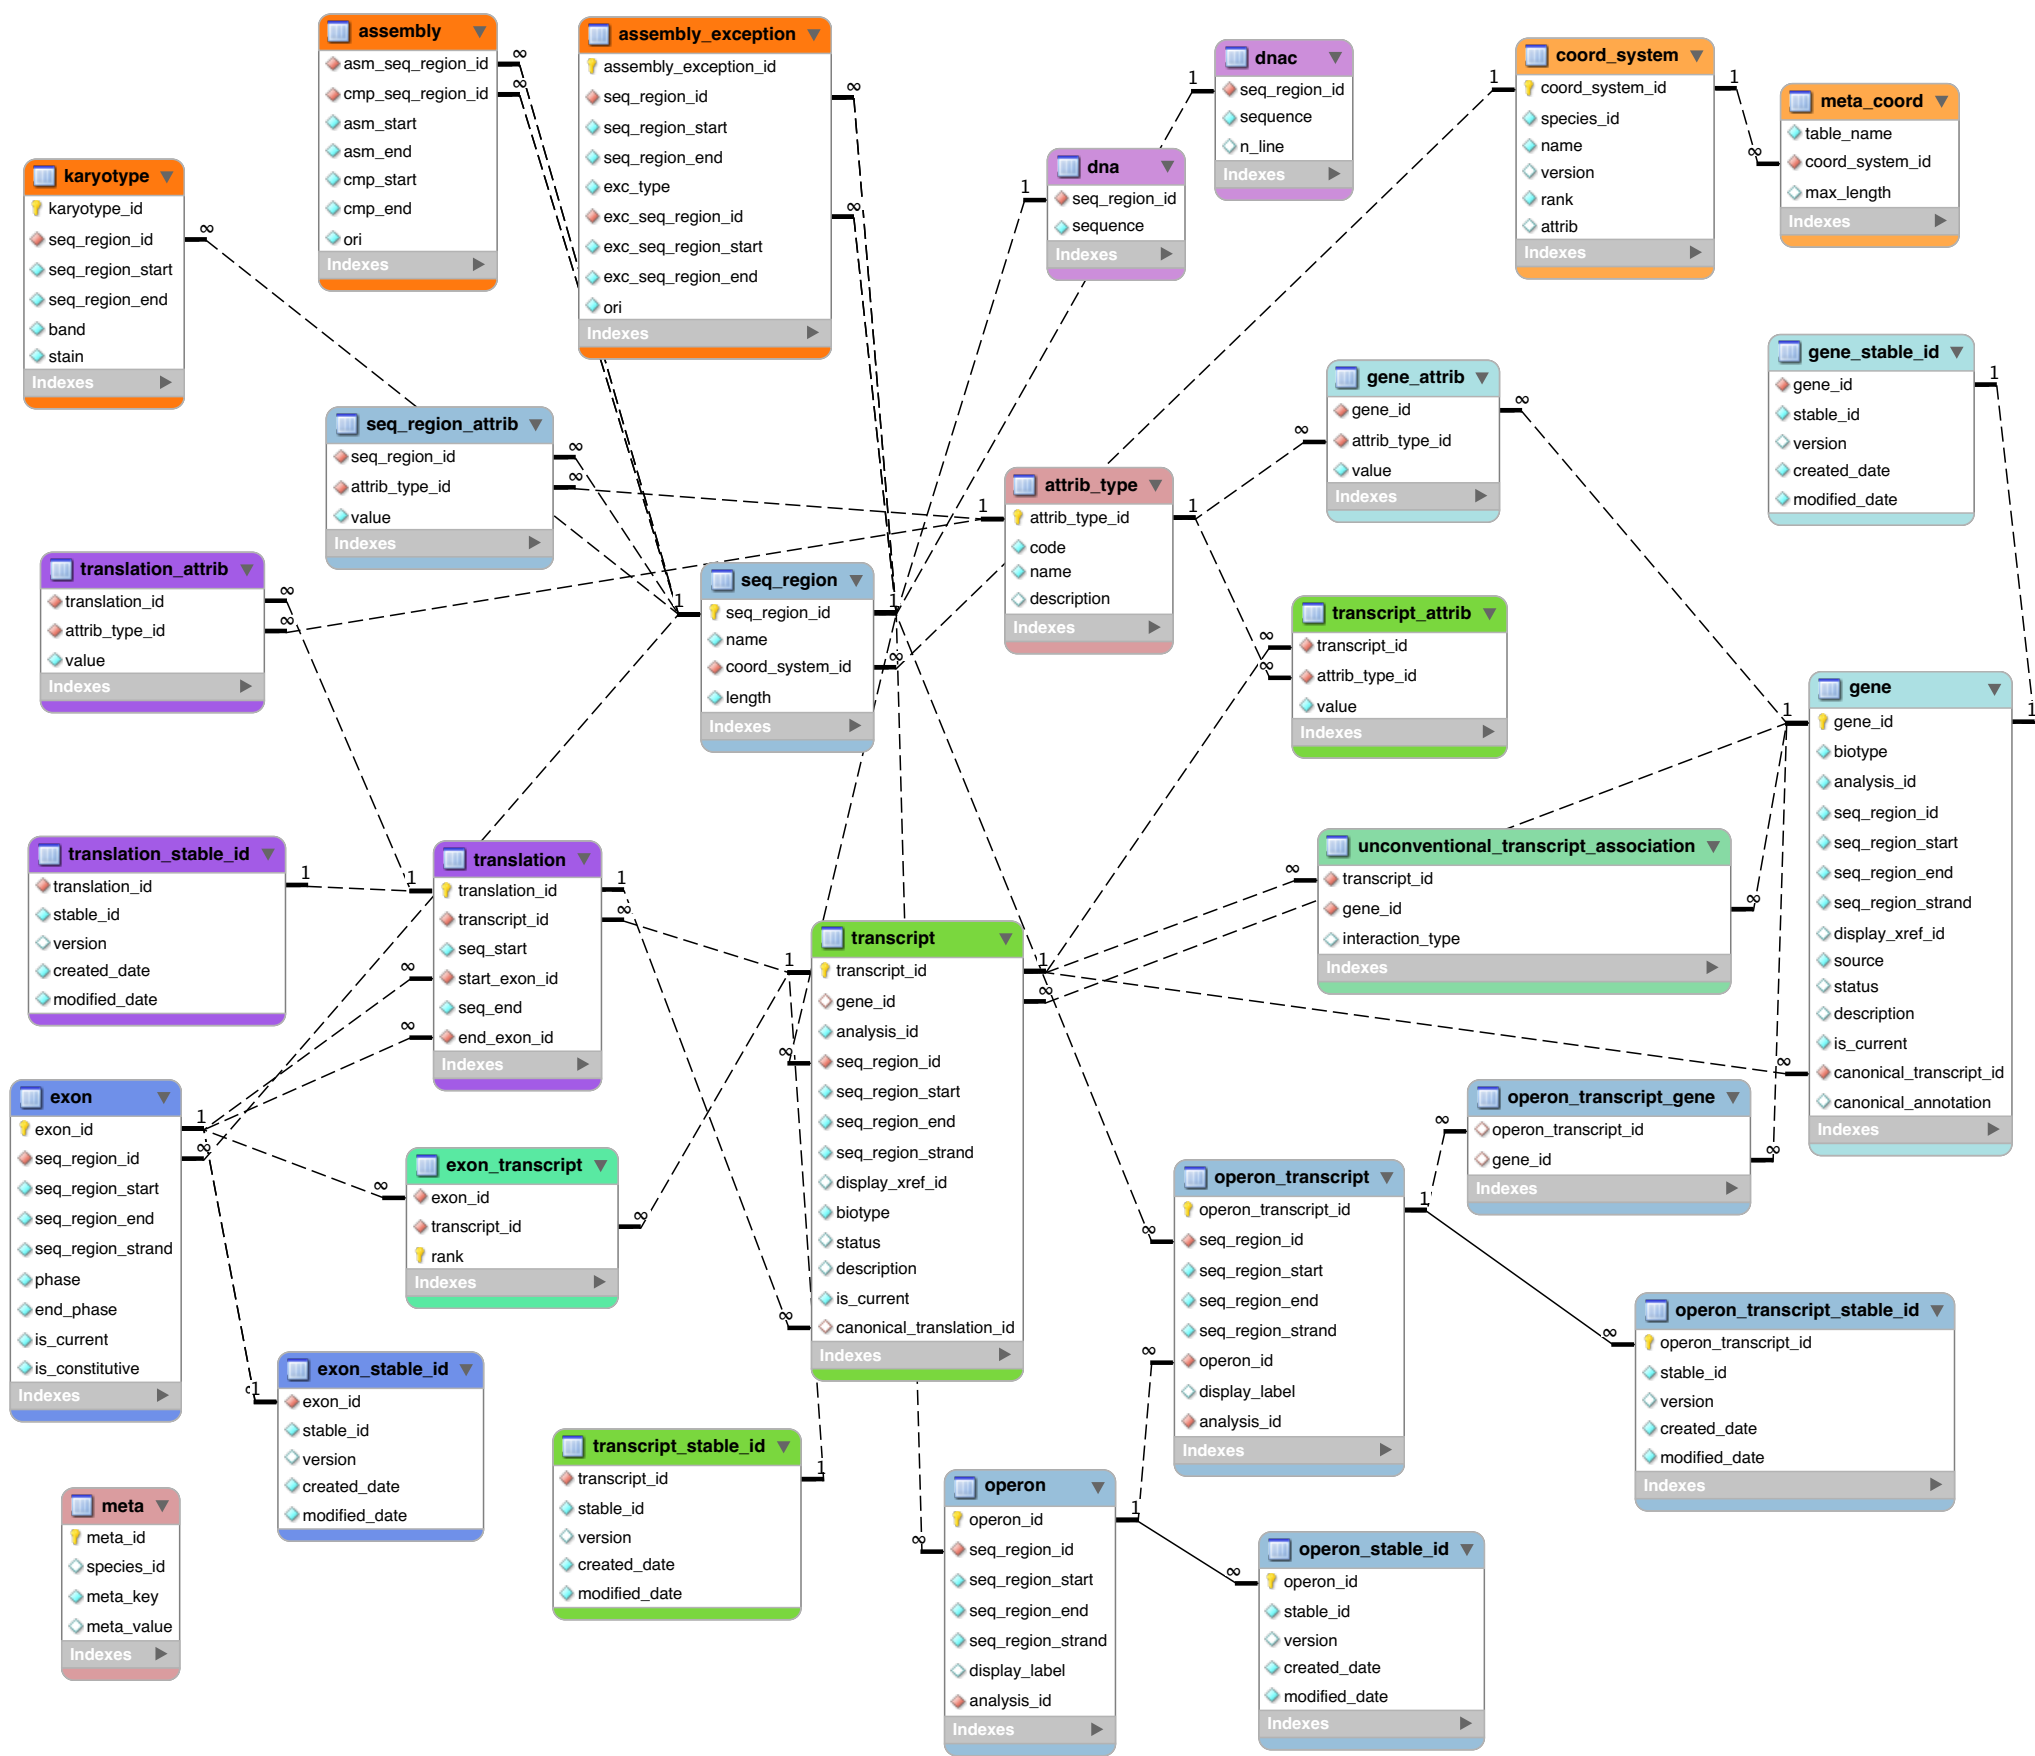 assembly
asm_seq_region_id
cmp_seq_region_id
asm_start
asm_end
cmp_start
cmp_end
ori
Indexes
assembly_exception
assembly_exception_id
seq_region_id
seq_region_start
seq_region_end
exc_type
exc_seq_region_id
exc_seq_region_start
exc_seq_region_end
ori
Indexes
dnac
seq_region_id
sequence
n_line
Indexes
coord_system
coord_system_id
species_id
name
version
rank
attrib
Indexes
meta_coord
table_name
coord_system_id
max_length
Indexes
karyotype
karyotype_id
seq_region_id
seq_region_start
seq_region_end
band
stain
Indexes
dna
seq_region_id
sequence
Indexes
gene_stable_id
gene_id
stable_id
version
created_date
modified_date
gene_attrib
gene_id
attrib_type_id
value
Indexes
seq_region_attrib
seq_region_id
attrib_type_id
value
Indexes
attrib_type
attrib_type_id
code
name
description
Indexes
translation_attrib
translation_id
attrib_type_id
value
Indexes
seq_region
seq_region_id
name
coord_system_id
length
Indexes
transcript_attrib
transcript_id
attrib_type_id
value
Indexes
gene
gene_id
biotype
analysis_id
seq_region_id
seq_region_start
seq_region_end
seq_region_strand
display_xref_id
source
status
description
is_current
canonical_transcript_id
canonical_annotation
Indexes
translation_stable_id
translation_id
stable_id
version
created_date
modified_date
translation
translation_id
transcript_id
seq_start
start_exon_id
seq_end
end_exon_id
Indexes
unconventional_transcript_association
transcript_id
gene_id
interaction_type
Indexes
transcript
transcript_id
gene_id
analysis_id
seq_region_id
seq_region_start
seq_region_end
seq_region_strand
display_xref_id
biotype
status
description
is_current
canonical_translation_id
Indexes
exon
exon_id
seq_region_id
seq_region_start
seq_region_end
seq_region_strand
phase
end_phase
is_current
is_constitutive
Indexes
exon_transcript
exon_id
transcript_id
rank
Indexes
operon_transcript_gene
operon_transcript_id
gene_id
Indexes
operon_transcript
operon_transcript_id
seq_region_id
seq_region_start
seq_region_end
seq_region_strand
operon_id
display_label
analysis_id
Indexes
operon_transcript_stable_id
operon_transcript_id
stable_id
version
created_date
modified_date
Indexes
exon_stable_id
exon_id
stable_id
version
created_date
modified_date
transcript_stable_id
transcript_id
stable_id
version
created_date
modified_date
operon
operon_id
seq_region_id
seq_region_start
seq_region_end
seq_region_strand
display_label
analysis_id
Indexes
meta
meta_id
species_id
meta_key
meta_value
Indexes
operon_stable_id
operon_id
stable_id
version
created_date
modified_date
Indexes